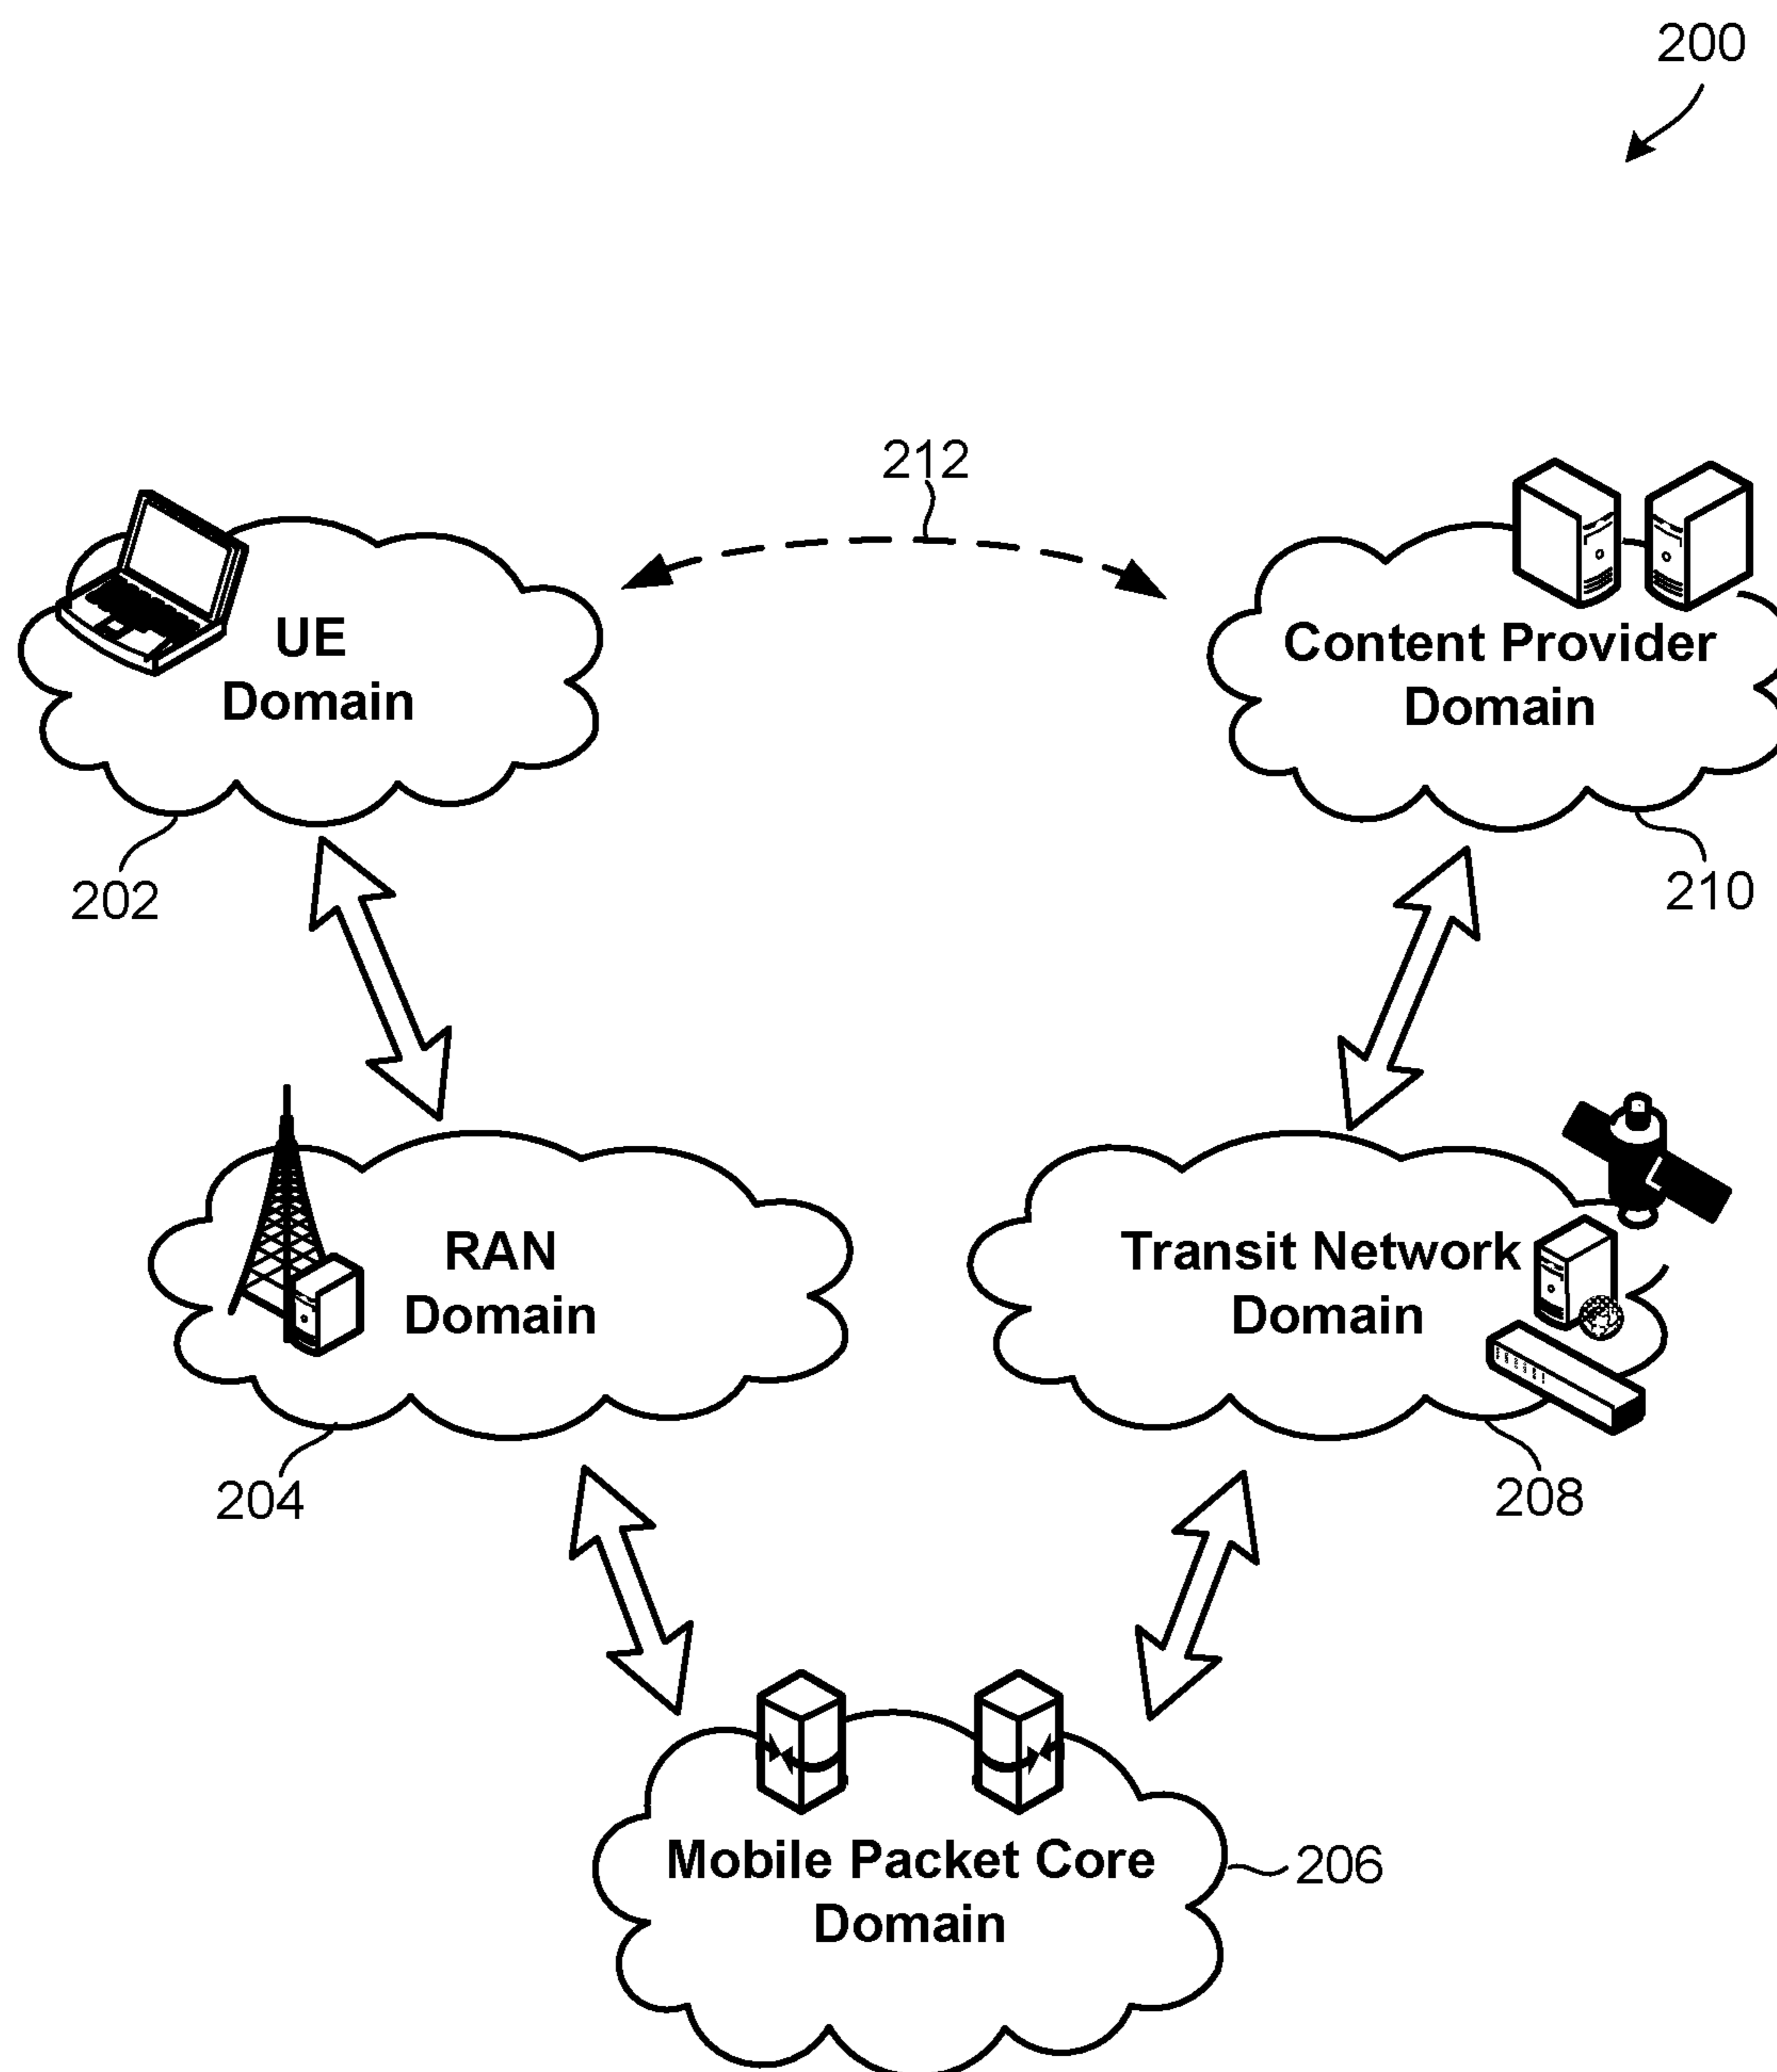 200
212
UE
Domain
Content Provider
Domain
202
210
RAN
Domain
Transit Network
Domain
204
208
Mobile Packet Core
Domain
206